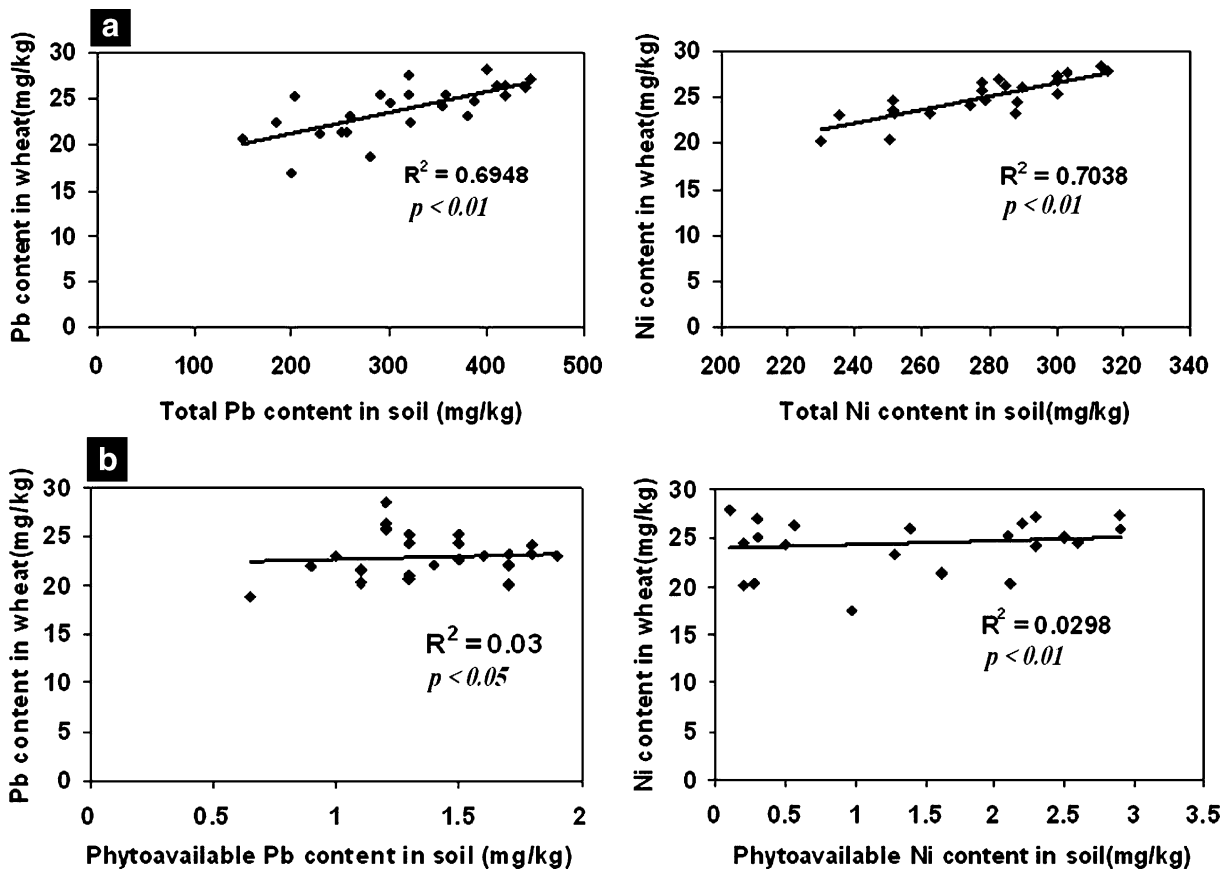 a
Pb content in wheat(mg/kg)
30
25
20
15
10
5
0
R² = 0.6948
p < 0.01
0 100 200 300 400 500
Total Pb content in soil (mg/kg)
Ni content in wheat(mg/kg)
30
25
20
15
10
5
0
R² = 0.7038
p < 0.01
200 220 240 260 280 300 320 340
Total Ni content in soil(mg/kg)
b
Pb content in wheat(mg/kg)
30
25
20
15
10
5
0
R² = 0.03
p < 0.05
0 0.5 1 1.5 2
Phytoavailable Pb content in soil (mg/kg)
Ni content in wheat(mg/kg)
30
25
20
15
10
5
0
R² = 0.0298
p < 0.01
0 0.5 1 1.5 2 2.5 3 3.5
Phytoavailable Ni content in soil(mg/kg)